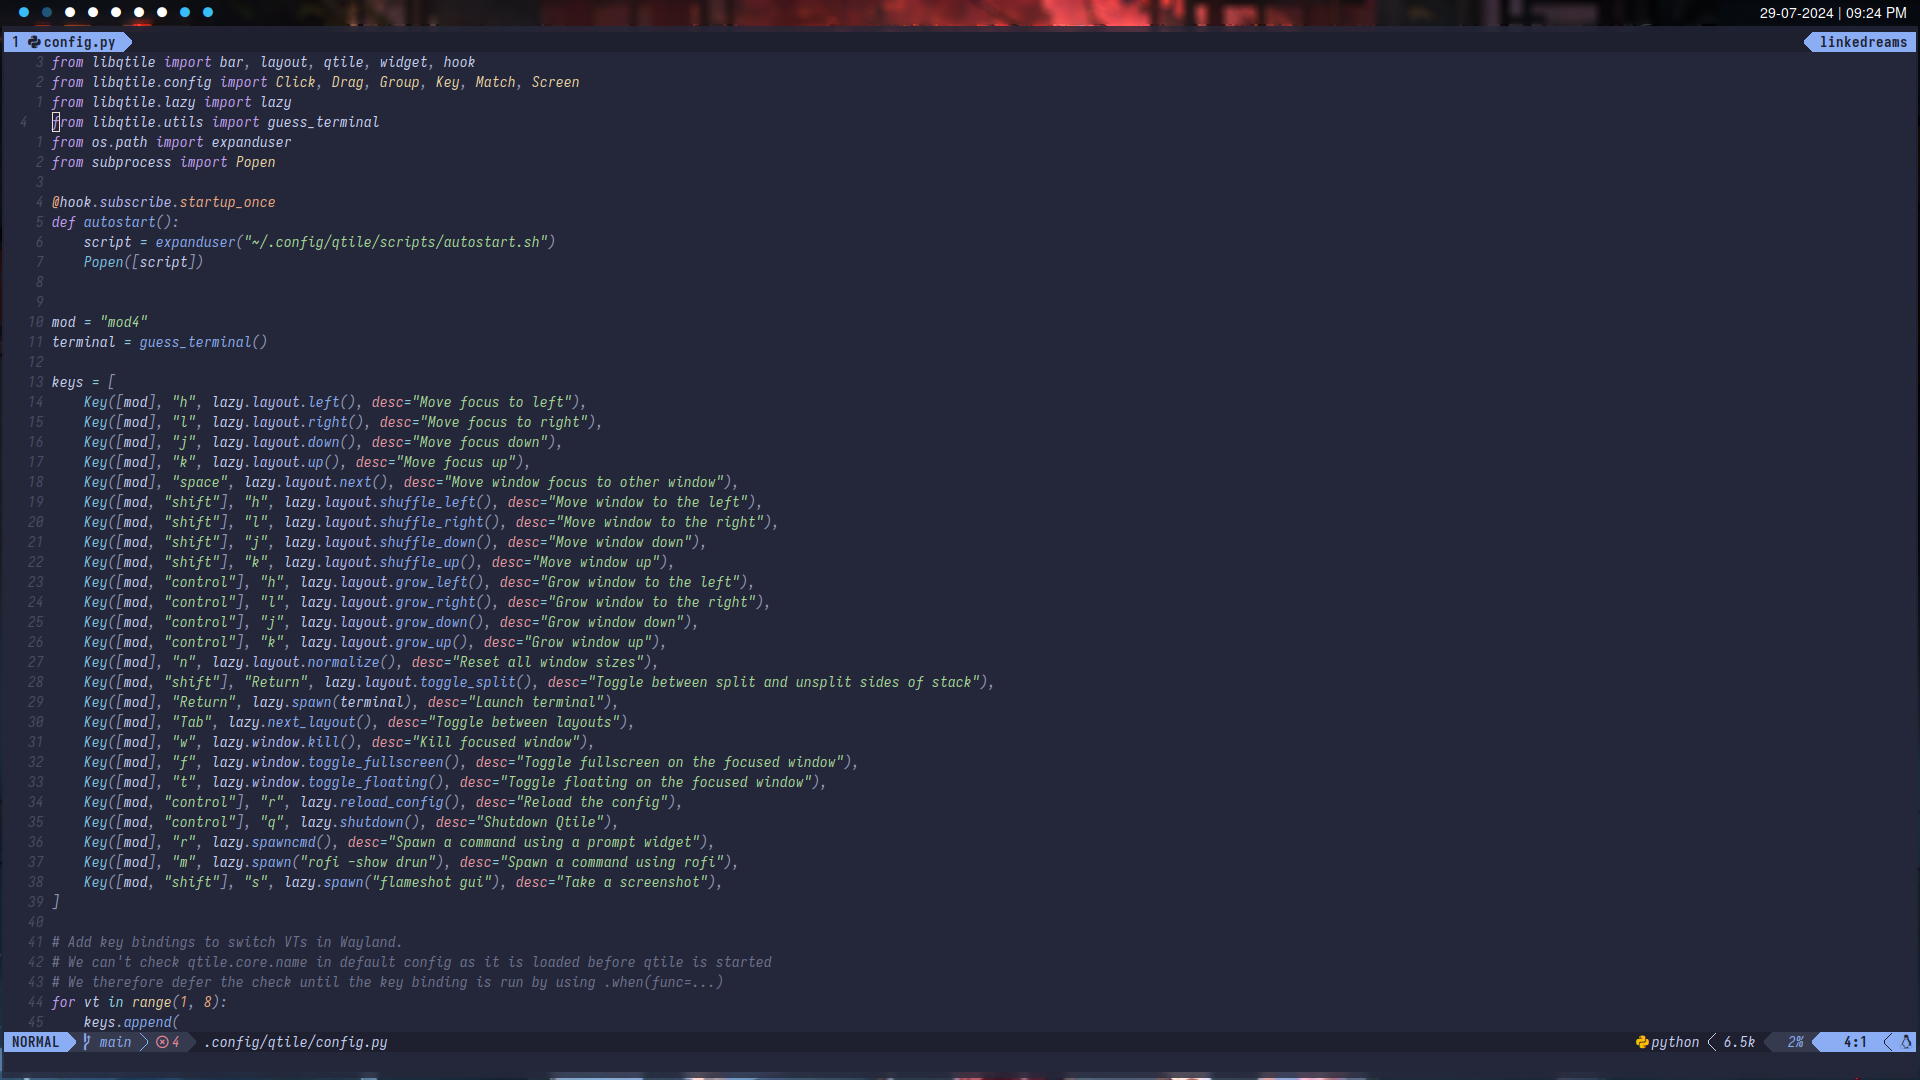 29-07-2024 | 09:24 PM
1 config.py linkedreams
3 from libqtile import bar, layout, qtile, widget, hook
2 from libqtile.config import Click, Drag, Group, Key, Match, Screen
1 from libqtile.lazy import lazy
4 from libqtile.utils import guess_terminal
1 from os.path import expanduser
2 from subprocess import Popen
3
4 @hook.subscribe.startup_once
5 def autostart():
6     script = expanduser("~/.config/qtile/scripts/autostart.sh")
7     Popen([script])
8
9
10 mod = "mod4"
11 terminal = guess_terminal()
12
13 keys = [
14     Key([mod], "h", lazy.layout.left(), desc="Move focus to left"),
15     Key([mod], "l", lazy.layout.right(), desc="Move focus to right"),
16     Key([mod], "j", lazy.layout.down(), desc="Move focus down"),
17     Key([mod], "k", lazy.layout.up(), desc="Move focus up"),
18     Key([mod], "space", lazy.layout.next(), desc="Move window focus to other window"),
19     Key([mod, "shift"], "h", lazy.layout.shuffle_left(), desc="Move window to the left"),
20     Key([mod, "shift"], "l", lazy.layout.shuffle_right(), desc="Move window to the right"),
21     Key([mod, "shift"], "j", lazy.layout.shuffle_down(), desc="Move window down"),
22     Key([mod, "shift"], "k", lazy.layout.shuffle_up(), desc="Move window up"),
23     Key([mod, "control"], "h", lazy.layout.grow_left(), desc="Grow window to the left"),
24     Key([mod, "control"], "l", lazy.layout.grow_right(), desc="Grow window to the right"),
25     Key([mod, "control"], "j", lazy.layout.grow_down(), desc="Grow window down"),
26     Key([mod, "control"], "k", lazy.layout.grow_up(), desc="Grow window up"),
27     Key([mod], "n", lazy.layout.normalize(), desc="Reset all window sizes"),
28     Key([mod, "shift"], "Return", lazy.layout.toggle_split(), desc="Toggle between split and unsplit sides of stack"),
29     Key([mod], "Return", lazy.spawn(terminal), desc="Launch terminal"),
30     Key([mod], "Tab", lazy.next_layout(), desc="Toggle between layouts"),
31     Key([mod], "w", lazy.window.kill(), desc="Kill focused window"),
32     Key([mod], "f", lazy.window.toggle_fullscreen(), desc="Toggle fullscreen on the focused window"),
33     Key([mod], "t", lazy.window.toggle_floating(), desc="Toggle floating on the focused window"),
34     Key([mod, "control"], "r", lazy.reload_config(), desc="Reload the config"),
35     Key([mod, "control"], "q", lazy.shutdown(), desc="Shutdown Qtile"),
36     Key([mod], "r", lazy.spawncmd(), desc="Spawn a command using a prompt widget"),
37     Key([mod], "m", lazy.spawn("rofi -show drun"), desc="Spawn a command using rofi"),
38     Key([mod, "shift"], "s", lazy.spawn("flameshot gui"), desc="Take a screenshot"),
39 ]
40
41 # Add key bindings to switch VTs in Wayland.
42 # We can't check qtile.core.name in default config as it is loaded before qtile is started
43 # We therefore defer the check until the key binding is run by using .when(func=...)
44 for vt in range(1, 8):
45     keys.append(
NORMAL main 4 .config/qtile/config.py python 6.5k 2% 4:1